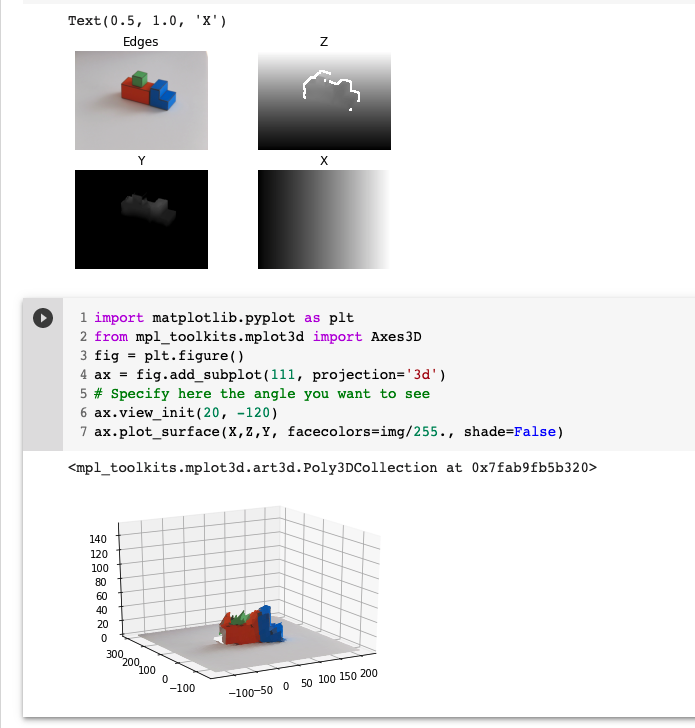 Text(0.5, 1.0, 'X')
Edges
Z
Y
X
1 import matplotlib.pyplot as plt
2 from mpl_toolkits.mplot3d import Axes3D
3 fig = plt.figure()
4 ax = fig.add_subplot(111, projection='3d')
5 # Specify here the angle you want to see
6 ax.view_init(20, -120)
7 ax.plot_surface(X,Z,Y, facecolors=img/255., shade=False)
<mpl_toolkits.mplot3d.art3d.Poly3DCollection at 0x7fab9fb5b320>
140
120
100
80
60
40
20
0
300
200
100
0
-100
-100
-50
0
50
100
150
200